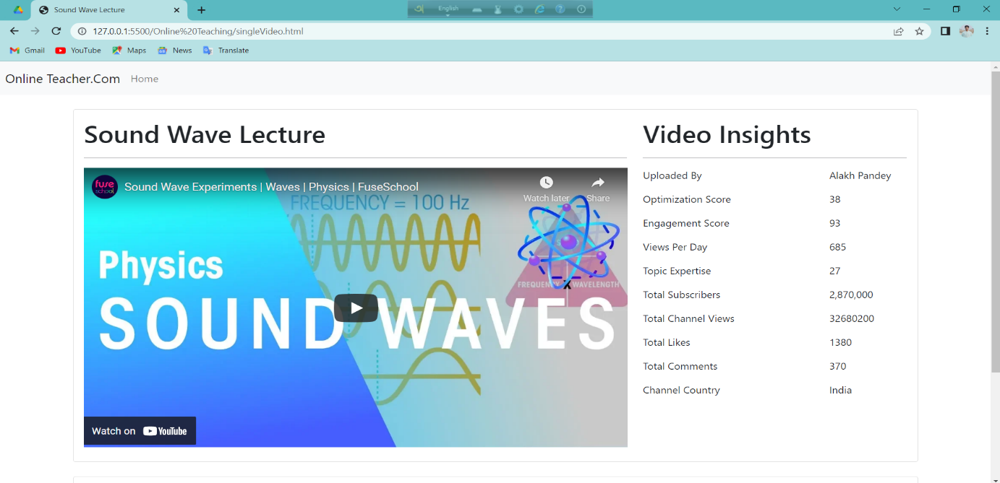 Sound Wave Lecture
English
127.0.0.1:5500/Online%20Teaching/singleVideo.html
Gmail YouTube Maps News Translate
Online Teacher.Com Home
Sound Wave Lecture
fuse school
Sound Wave Experiments | Waves | Physics | FuseSchool
Watch later Share
FREQUENCY = 100 Hz
Physics
SOUND WAVES
FREQUENCY X WAVELENGTH
Watch on YouTube
Video Insights
Uploaded By Alakh Pandey
Optimization Score 38
Engagement Score 93
Views Per Day 685
Topic Expertise 27
Total Subscribers 2,870,000
Total Channel Views 32680200
Total Likes 1380
Total Comments 370
Channel Country India